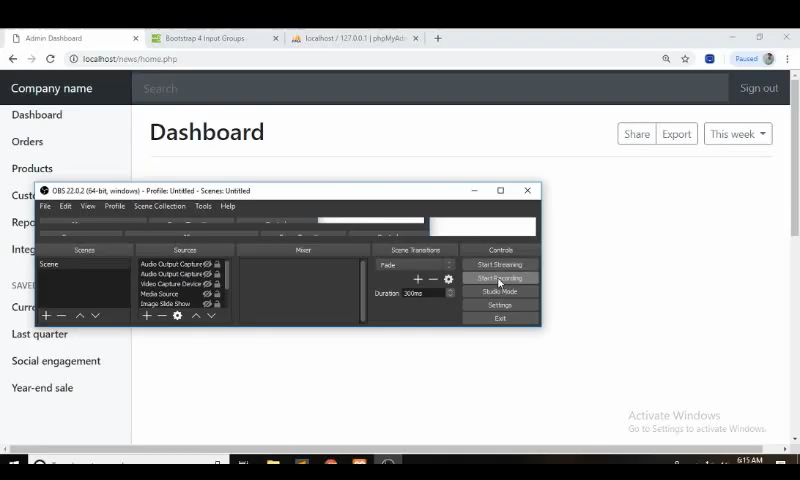 Admin Dashboard
Bootstrap 4 Input Groups
localhost / 127.0.0.1 | phpMyAdm
localhost/news/home.php
Paused
Company name
Search
Sign out
Dashboard
Orders
Products
Dashboard
Share
Export
This week
OBS 22.0.2 (64-bit, windows) - Profile: Untitled - Scenes: Untitled
File Edit View Profile Scene Collection Tools Help
Scenes
Sources
Mixer
Scene Transitions
Controls
Scene
Audio Output Capture
Audio Output Capture
Video Capture Device
Media Source
Image Slide Show
Fade
Duration 300ms
Start Streaming
Start Recording
Studio Mode
Settings
Exit
Last quarter
Social engagement
Year-end sale
Activate Windows
Go to Settings to activate Windows.
6:15 AM